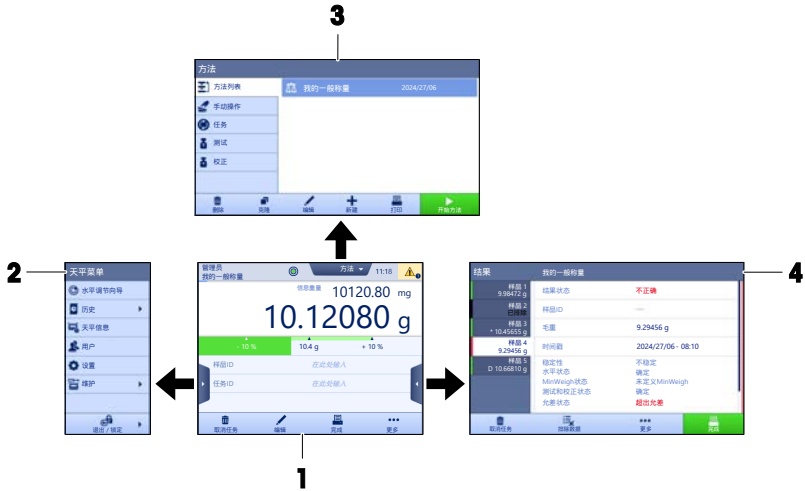 3
方法
方法列表
我的一般称量 2024/27/06
手动操作
任务
测试
校正
删除 克隆 编辑 新建 打印 开始方法
2
天平菜单
水平调节向导
历史
天平信息
用户
设置
维护
退出 / 锁定
管理员
我的一般称量
方法 11:18
信息重量 10120.80 mg
10.12080 g
- 10 % 10.4 g + 10 %
样品ID 在此处输入
任务ID 在此处输入
取消任务 编辑 完成 更多
1
4
结果 我的一般称量
样品 1
9.98472 g
样品 2
已排除
样品 3
* 10.45655 g
样品 4
9.29456 g
样品 5
D 10.66810 g
结果状态 不正确
样品ID ---
毛重 9.29456 g
时间戳 2024/27/06 - 08:10
稳定性 不稳定
水平状态 确定
MinWeigh状态 未定义MinWeigh
测试和校正状态 确定
允差状态 超出允差
取消任务 排除数据 更多 完成